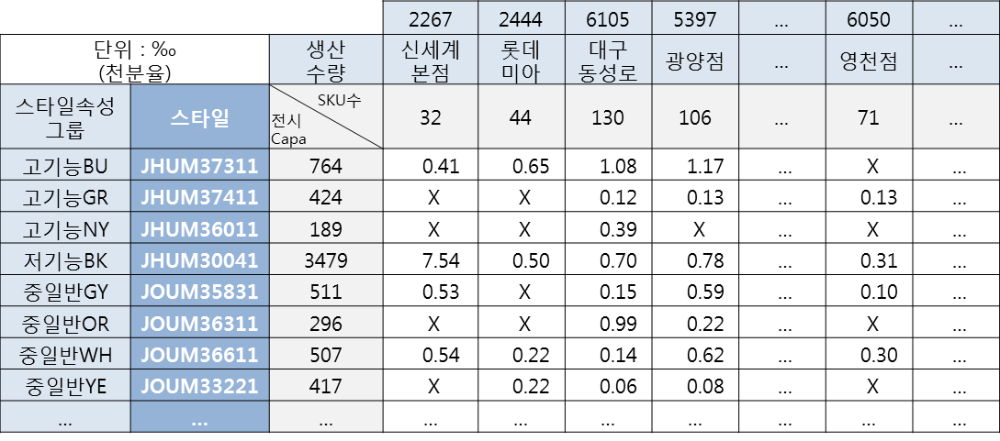 2267 2444 6105 5397 ... 6050 ...
단위 : ‰
(천분율)
생산
수량
신세계
본점
롯데
미아
대구
동성로
광양점 ... 영천점 ...
스타일속성
그룹
스타일
SKU수
전시
Capa
32 44 130 106 ... 71 ...
고기능BU JHUM37311 764 0.41 0.65 1.08 1.17 ... X ...
고기능GR JHUM37411 424 X X 0.12 0.13 ... 0.13 ...
고기능NY JHUM36011 189 X X 0.39 X ... X ...
저기능BK JHUM30041 3479 7.54 0.50 0.70 0.78 ... 0.31 ...
중일반GY JOUM35831 511 0.53 X 0.15 0.59 ... 0.10 ...
중일반OR JOUM36311 296 X X 0.99 0.22 ... X ...
중일반WH JOUM36611 507 0.54 0.22 0.14 0.62 ... 0.30 ...
중일반YE JOUM33221 417 X 0.22 0.06 0.08 ... X ...
... ... ... ... ... ... ... ... ... ...